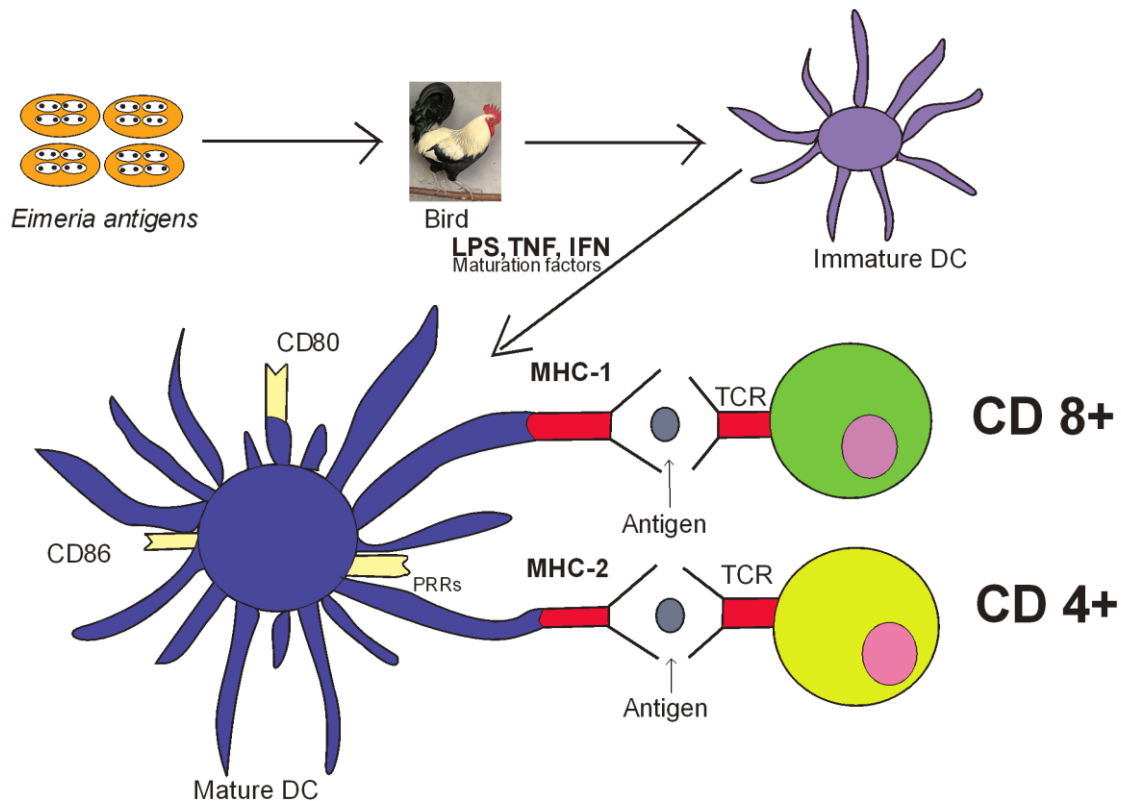 Eimeria antigens
Bird
LPS,TNF, IFN
Maturation factors
Immature DC
CD80
CD86
PRRs
Mature DC
MHC-1
TCR
CD 8+
Antigen
MHC-2
TCR
CD 4+
Antigen